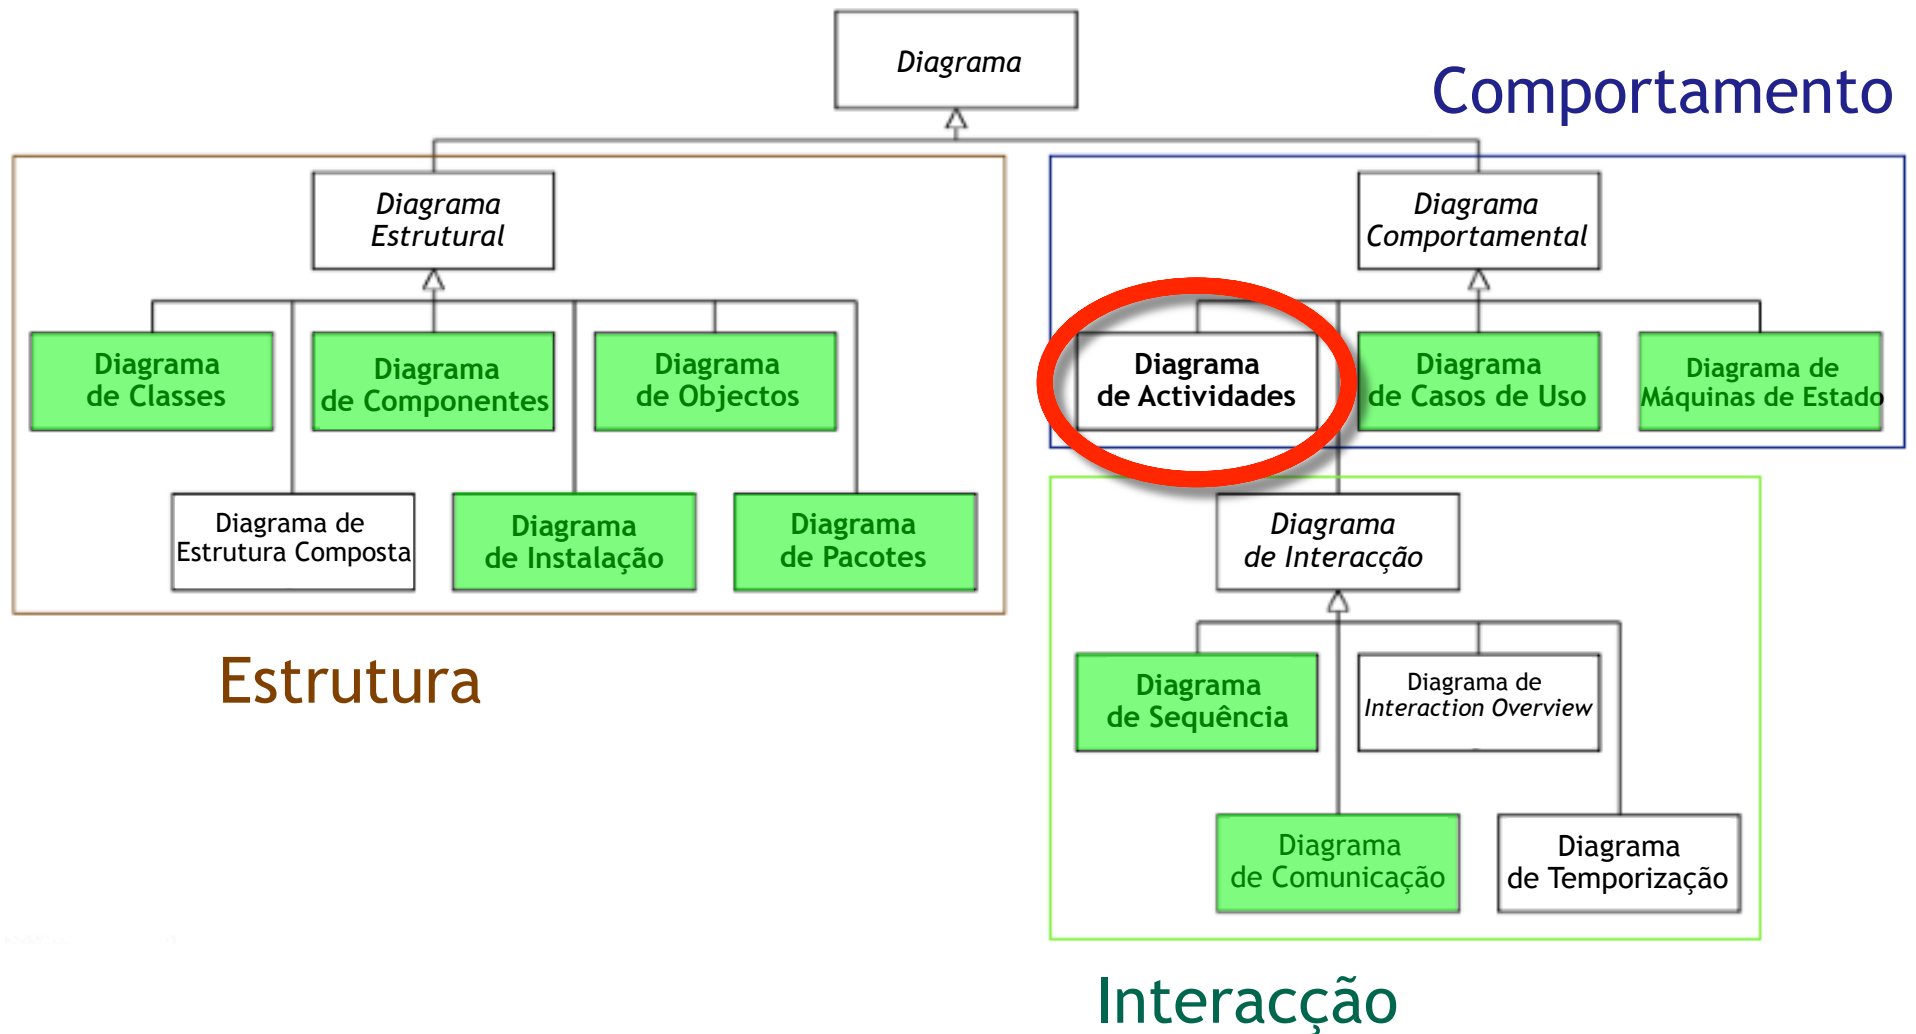 Diagrama
Comportamento
Diagrama
Estrutural
Diagrama
Comportamental
Diagrama
de Classes
Diagrama
de Componentes
Diagrama
de Objectos
Diagrama
de Actividades
Diagrama
de Casos de Uso
Diagrama de
Máquinas de Estado
Diagrama de
Estrutura Composta
Diagrama
de Instalação
Diagrama
de Pacotes
Diagrama
de Interacção
Estrutura
Diagrama
de Sequência
Diagrama de
Interaction Overview
Diagrama
de Comunicação
Diagrama
de Temporização
Interacção